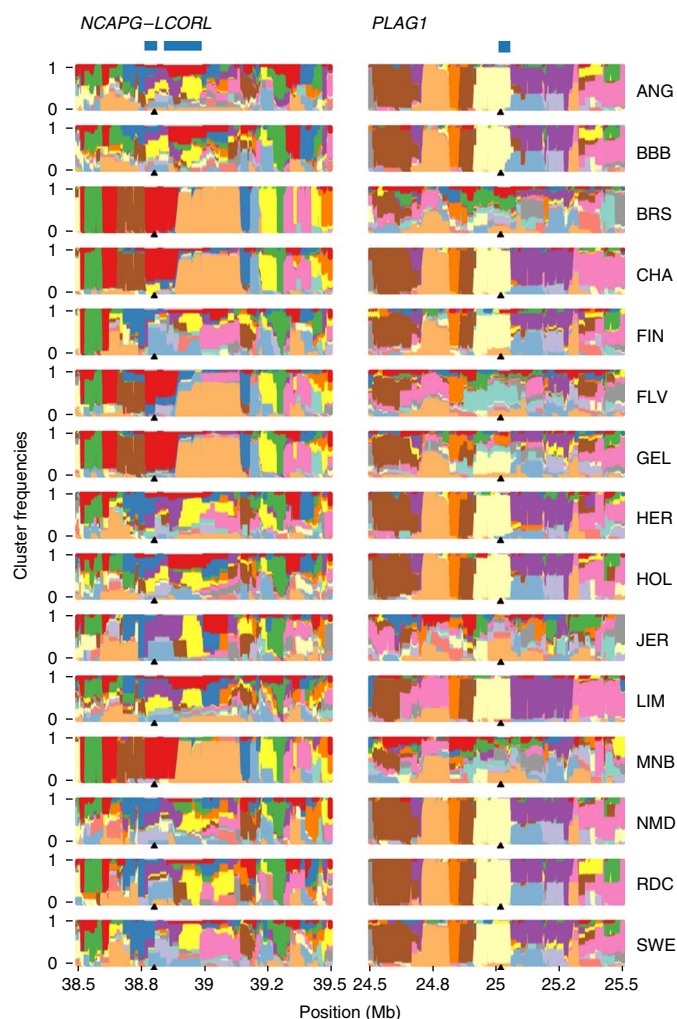 NCAPG–LCORL PLAG1
1 ANG
0
1 BBB
0
1 BRS
0
1 CHA
0
1 FIN
0
1 FLV
0
1 GEL
0
1 HER
0
1 HOL
0
1 JER
0
1 LIM
0
1 MNB
0
1 NMD
0
1 RDC
0
1 SWE
0
Cluster frequencies
38.5 38.8 39 39.2 39.5 24.5 24.8 25 25.2 25.5
Position (Mb) Position (Mb)